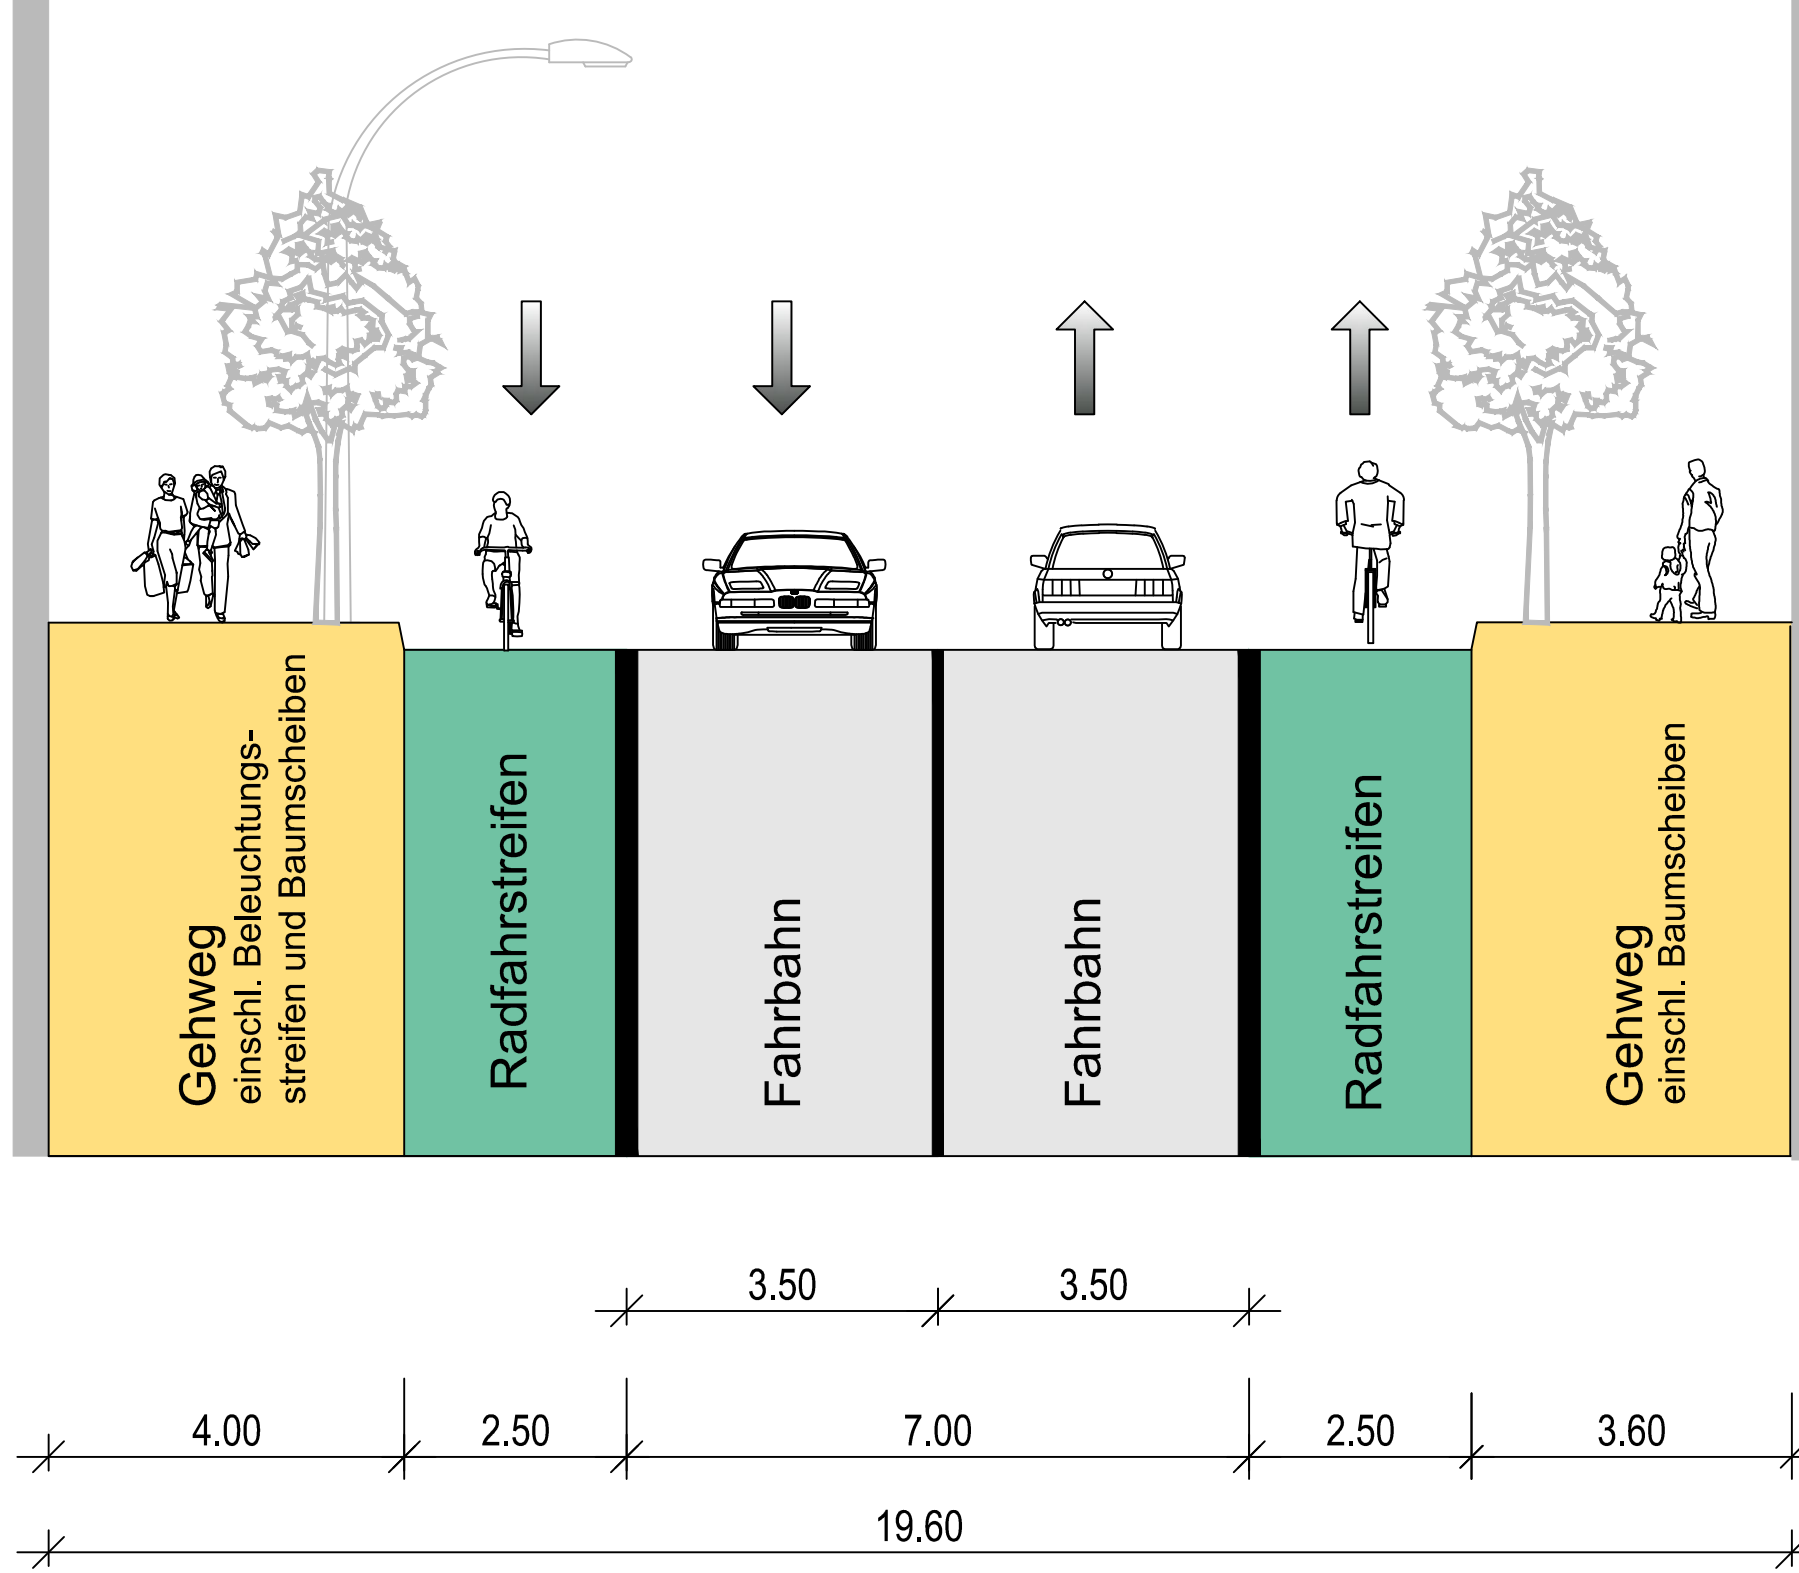 Gehweg
einschl. Beleuchtungs-
streifen und Baumscheiben
Radfahrstreifen
Fahrbahn
Fahrbahn
Radfahrstreifen
Gehweg
einschl. Baumscheiben
3.50
3.50
4.00
2.50
7.00
2.50
3.60
19.60